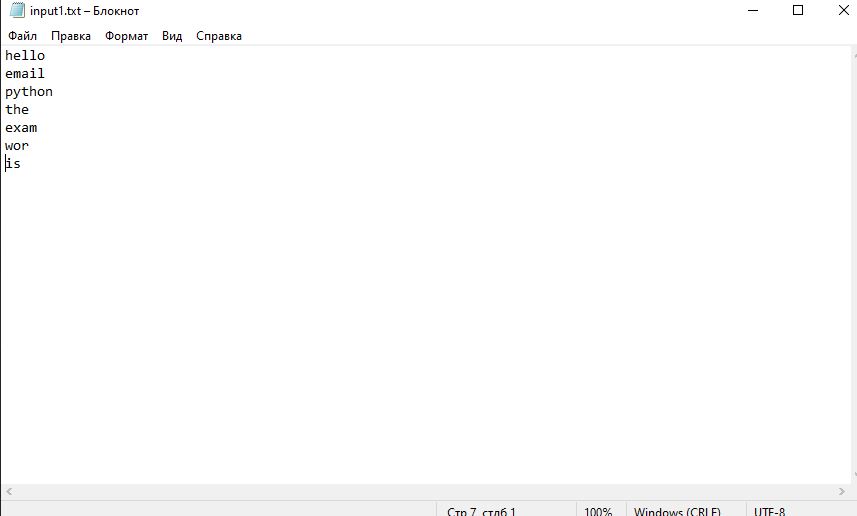 input1.txt – Блокнот
Файл Правка Формат Вид Справка
hello
email
python
the
exam
wor
is
Стр 7, стлб 1 100% Windows (CRLF) UTF-8